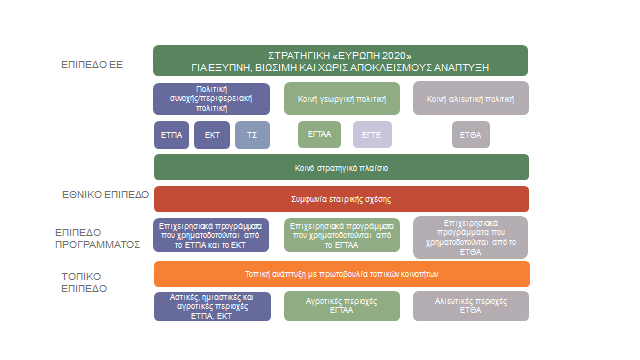 ΕΠΙΠΕΔΟ ΕΕ
ΣΤΡΑΤΗΓΙΚΗ «ΕΥΡΩΠΗ 2020»
ΓΙΑ ΕΞΥΠΝΗ, ΒΙΩΣΙΜΗ ΚΑΙ ΧΩΡΙΣ ΑΠΟΚΛΕΙΣΜΟΥΣ ΑΝΑΠΤΥΞΗ
Πολιτική
συνοχής/περιφερειακή
πολιτική
Κοινή γεωργική πολιτική
Κοινή αλιευτική πολιτική
ΕΤΠΑ
ΕΚΤ
ΤΣ
ΕΓΤΑΑ
ΕΓΤΕ
ΕΤΘΑ
Κοινό στρατηγικό πλαίσιο
ΕΘΝΙΚΟ ΕΠΙΠΕΔΟ
Συμφωνία εταιρικής σχέσης
ΕΠΙΠΕΔΟ
ΠΡΟΓΡΑΜΜΑΤΟΣ
Επιχειρησιακά προγράμματα
που χρηματοδοτούνται από
το ΕΤΠΑ και το ΕΚΤ
Επιχειρησιακά προγράμματα
που χρηματοδοτούνται από
το ΕΓΤΑΑ
Επιχειρησιακά
προγράμματα που
χρηματοδοτούνται από το
ΕΤΘΑ
ΤΟΠΙΚΟ
ΕΠΙΠΕΔΟ
Τοπική ανάπτυξη με πρωτοβουλία τοπικών κοινοτήτων
Αστικές, ημιαστικές και
αγροτικές περιοχές
ΕΤΠΑ, ΕΚΤ
Αγροτικές περιοχές
ΕΓΤΑΑ
Αλιευτικές περιοχές
ΕΤΘΑ